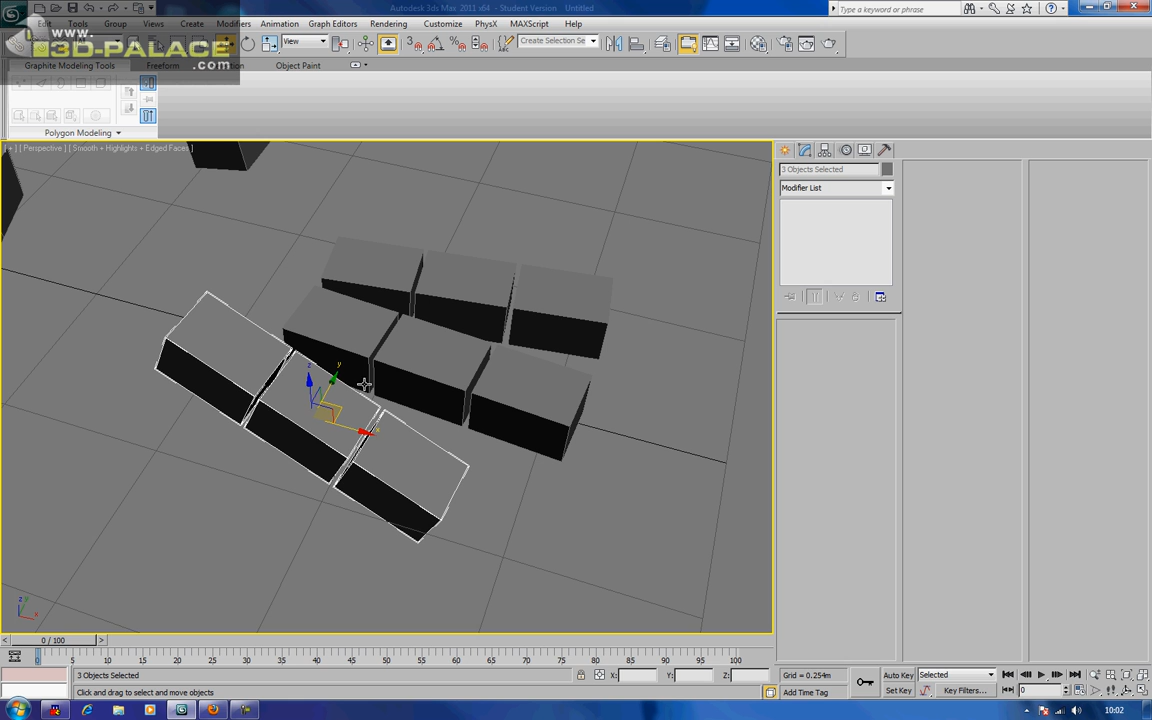 Autodesk 3ds Max 2011 x64 - Student Version Untitled
Type a keyword or phrase
Edit Tools Group Views Create Modifiers Animation Graph Editors Rendering Customize PhysX MAXScript Help
www.
3D-PALACE
.com
View
Create Selection Se
Graphite Modeling Tools Freeform Object Paint
Polygon Modeling
[ + ] [ Perspective ] [ Smooth + Highlights + Edged Faces ]
3 Objects Selected
Modifier List
z
y
x
z
y
x
0 / 100
0 5 10 15 20 25 30 35 40 45 50 55 60 65 70 75 80 85 90 95 100
3 Objects Selected
X: Y: Z:
Grid = 0.254m
Auto Key Selected
Click and drag to select and move objects
Add Time Tag
Set Key Key Filters... 0
10:02